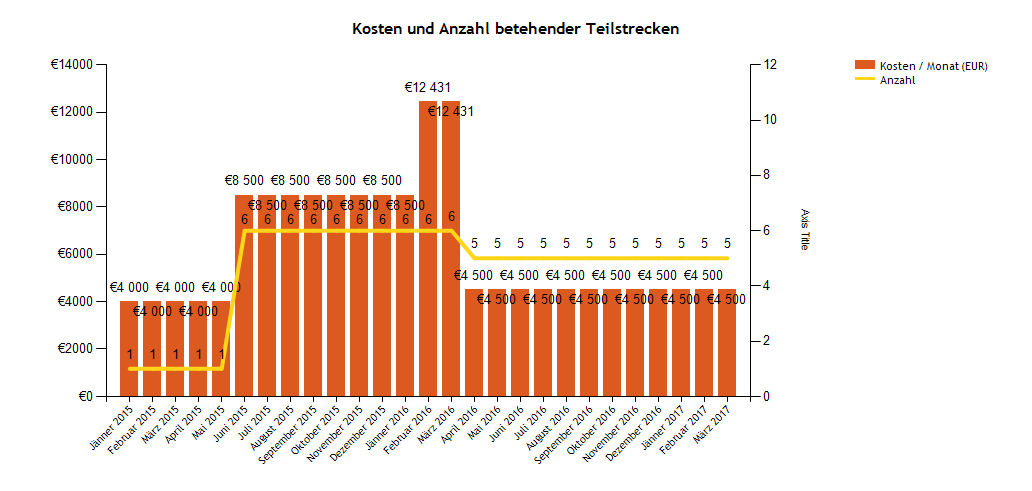 Kosten und Anzahl betehender Teilstrecken
€14000
€12000
€10000
€8000
€6000
€4000
€2000
€0
12
10
8
6
4
2
0
Axis Title
Kosten / Monat (EUR)
Anzahl
€12 431
€12 431
€8 500 €8 500 €8 500 €8 500
€8 500 €8 500 €8 500 €8 500
6 6 6 6 6 6 6 6 6 6
5 5 5 5 5 5 5 5 5 5 5 5
€4 500 €4 500 €4 500 €4 500 €4 500 €4 500
€4 500 €4 500 €4 500 €4 500 €4 500 €4 500
€4 000 €4 000 €4 000
€4 000 €4 000
1 1 1 1 1
Jänner 2015
Februar 2015
März 2015
April 2015
Mai 2015
Juni 2015
Juli 2015
August 2015
September 2015
Oktober 2015
November 2015
Dezember 2015
Jänner 2016
Februar 2016
März 2016
April 2016
Mai 2016
Juni 2016
Juli 2016
August 2016
September 2016
Oktober 2016
November 2016
Dezember 2016
Jänner 2017
Februar 2017
März 2017